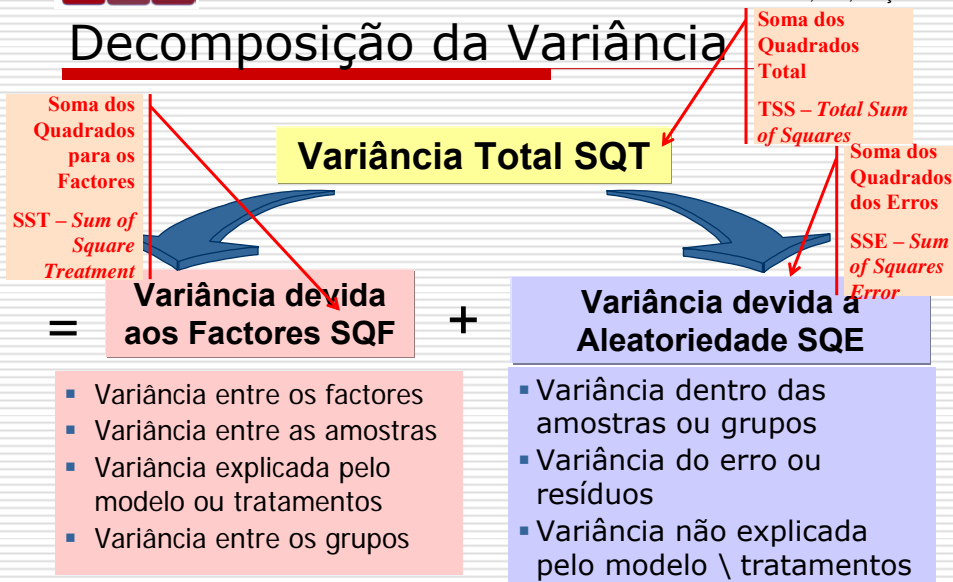 Decomposição da Variância
Soma dos
Quadrados
Total
TSS – Total Sum
of Squares
Soma dos
Quadrados
para os
Factores
SST – Sum of
Square
Treatment
Variância Total SQT
Soma dos
Quadrados
dos Erros
SSE – Sum
of Squares
Error
=
Variância devida
aos Factores SQF
+
Variância devida à
Aleatoriedade SQE
▪ Variância entre os factores
▪ Variância entre as amostras
▪ Variância explicada pelo
modelo ou tratamentos
▪ Variância entre os grupos
▪ Variância dentro das
amostras ou grupos
▪ Variância do erro ou
resíduos
▪ Variância não explicada
pelo modelo \ tratamentos